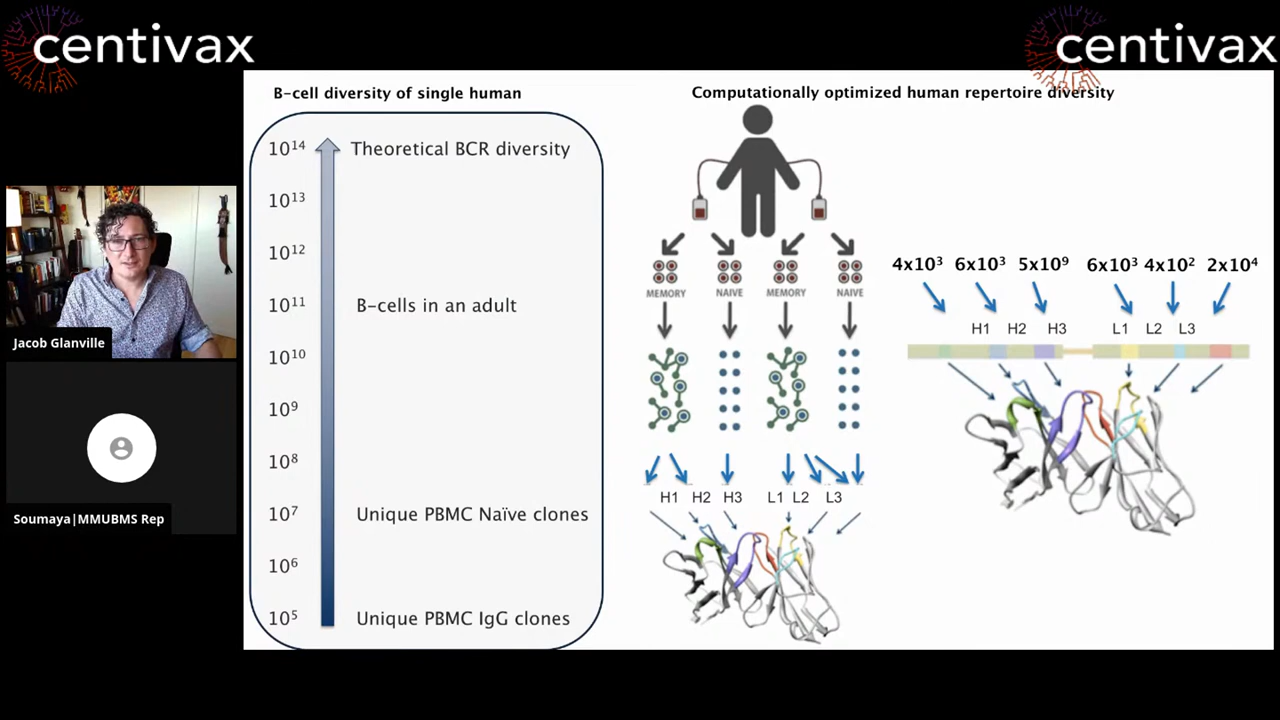 centivax
centivax
B-cell diversity of single human
Computationally optimized human repertoire diversity
10¹⁴ Theoretical BCR diversity
10¹³
10¹²
10¹¹ B-cells in an adult
10¹⁰
10⁹
10⁸
10⁷ Unique PBMC Naïve clones
10⁶
10⁵ Unique PBMC IgG clones
MEMORY NAIVE MEMORY NAIVE
H1 H2 H3 L1 L2 L3
4x10³ 6x10³ 5x10⁹ 6x10³ 4x10² 2x10⁴
H1 H2 H3 L1 L2 L3
Jacob Glanville
Soumaya|MMUBMS Rep